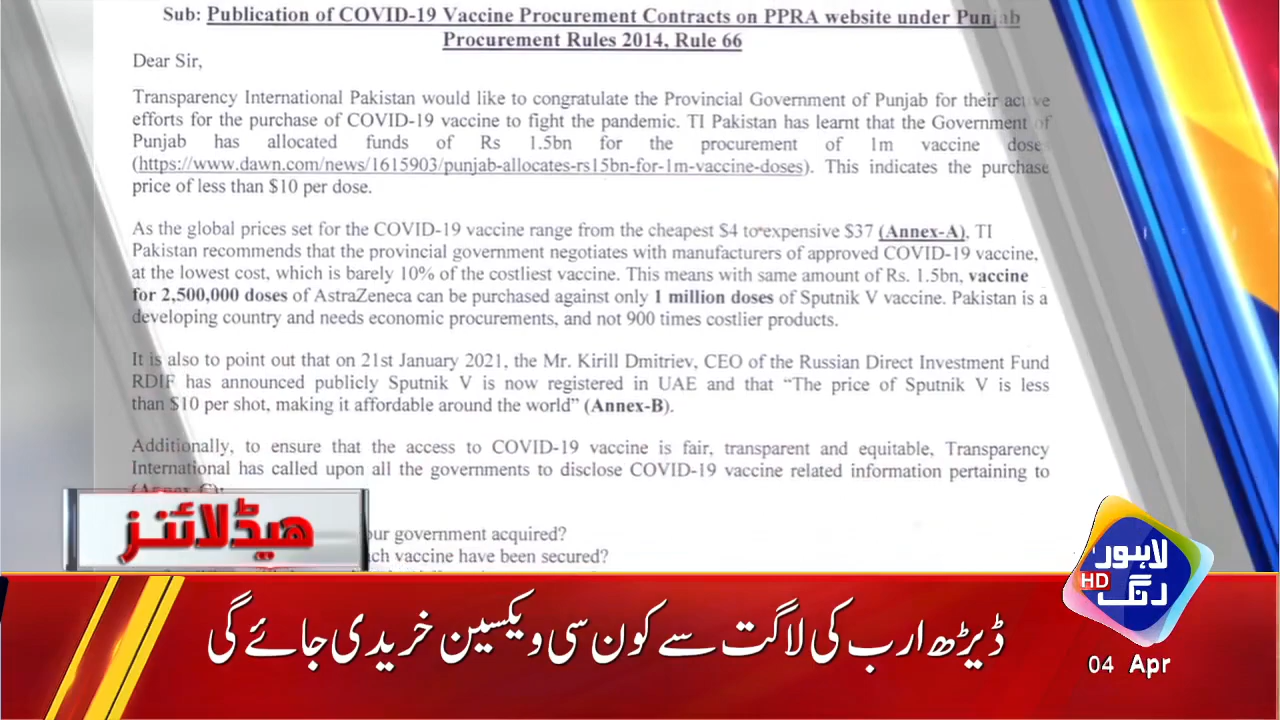 Sub: Publication of COVID-19 Vaccine Procurement Contracts on PPRA website under Punjab
Procurement Rules 2014, Rule 66
Dear Sir,
Transparency International Pakistan would like to congratulate the Provincial Government of Punjab for their active
efforts for the purchase of COVID-19 vaccine to fight the pandemic. TI Pakistan has learnt that the Government of
Punjab has allocated funds of Rs 1.5bn for the procurement of 1m vaccine dose
(https://www.dawn.com/news/1615903/punjab-allocates-rs15bn-for-1m-vaccine-doses). This indicates the purchase
price of less than $10 per dose.
As the global prices set for the COVID-19 vaccine range from the cheapest $4 to expensive $37 (Annex-A), TI
Pakistan recommends that the provincial government negotiates with manufacturers of approved COVID-19 vaccine,
at the lowest cost, which is barely 10% of the costliest vaccine. This means with same amount of Rs. 1.5bn, vaccine
for 2,500,000 doses of AstraZeneca can be purchased against only 1 million doses of Sputnik V vaccine. Pakistan is a
developing country and needs economic procurements, and not 900 times costlier products.
It is also to point out that on 21st January 2021, the Mr. Kirill Dmitriev, CEO of the Russian Direct Investment Fund
RDIF has announced publicly Sputnik V is now registered in UAE and that “The price of Sputnik V is less
than $10 per shot, making it affordable around the world” (Annex-B).
Additionally, to ensure that the access to COVID-19 vaccine is fair, transparent and equitable, Transparency
International has called upon all the governments to disclose COVID-19 vaccine related information pertaining to
(Annex-C):
our government acquired?
ach vaccine have been secured?
ہیڈلائنز
لاہور
رنگ
HD
ڈیڑھ ارب کی لاگت سے کون سی ویکسین خریدی جائے گی
04 Apr